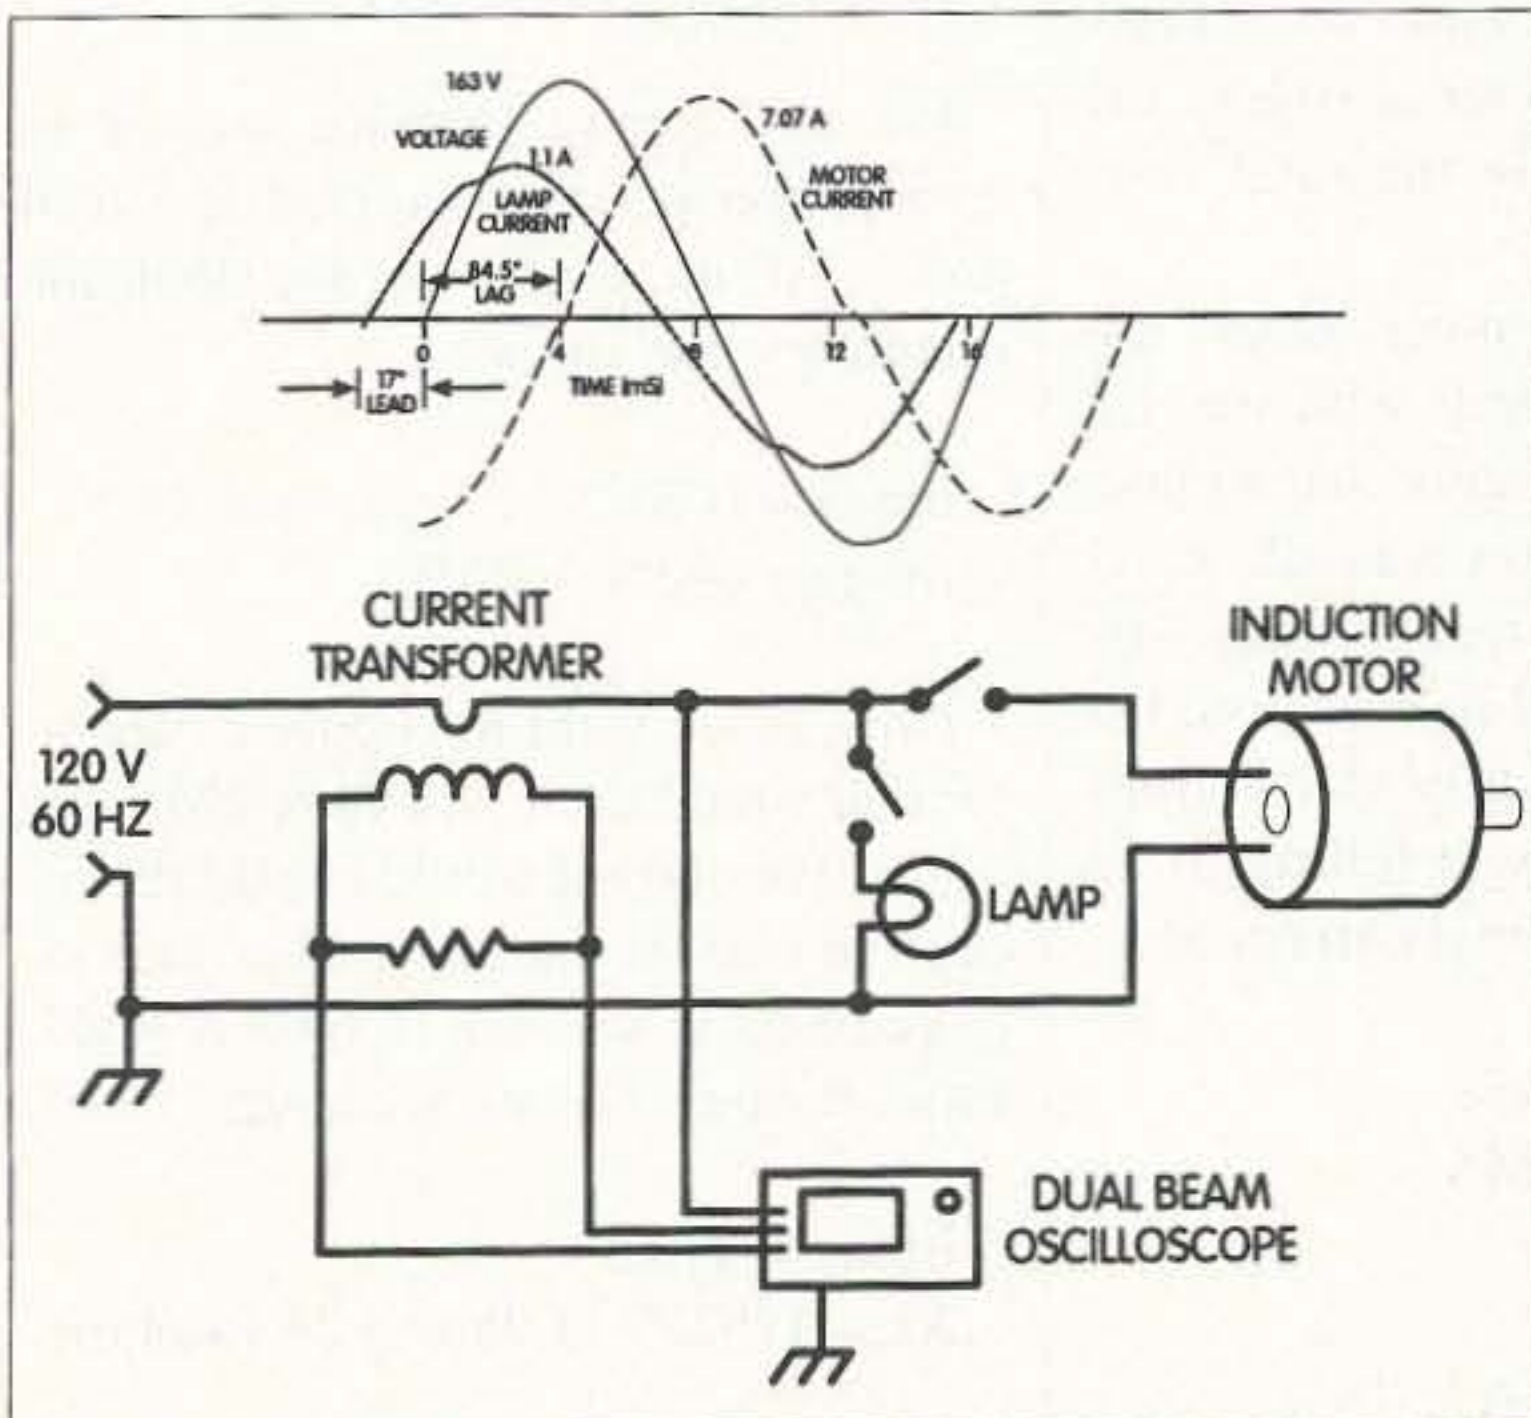 163 V
VOLTAGE
1.1 A
LAMP
CURRENT
7.07 A
MOTOR
CURRENT
84.5°
LAG
0
4
8
12
16
17°
LEAD
TIME (mS)
CURRENT
TRANSFORMER
INDUCTION
MOTOR
120 V
60 HZ
LAMP
DUAL BEAM
OSCILLOSCOPE